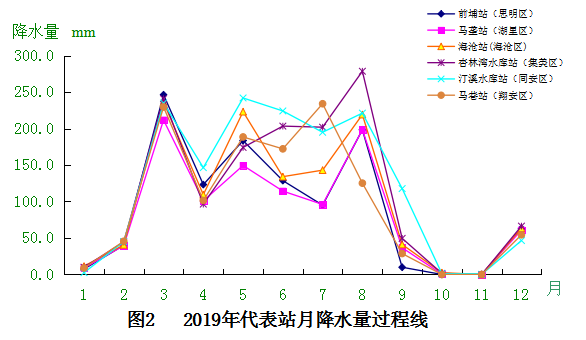 降水量 mm
前埔站（思明区）
马垄站（湖里区）
海沧站(海沧区)
杏林湾水库站（集美区）
汀溪水库站（同安区）
马巷站（翔安区）
300.0
250.0
200.0
150.0
100.0
50.0
0.0
1 2 3 4 5 6 7 8 9 10 11 12 月
图2 2019年代表站月降水量过程线